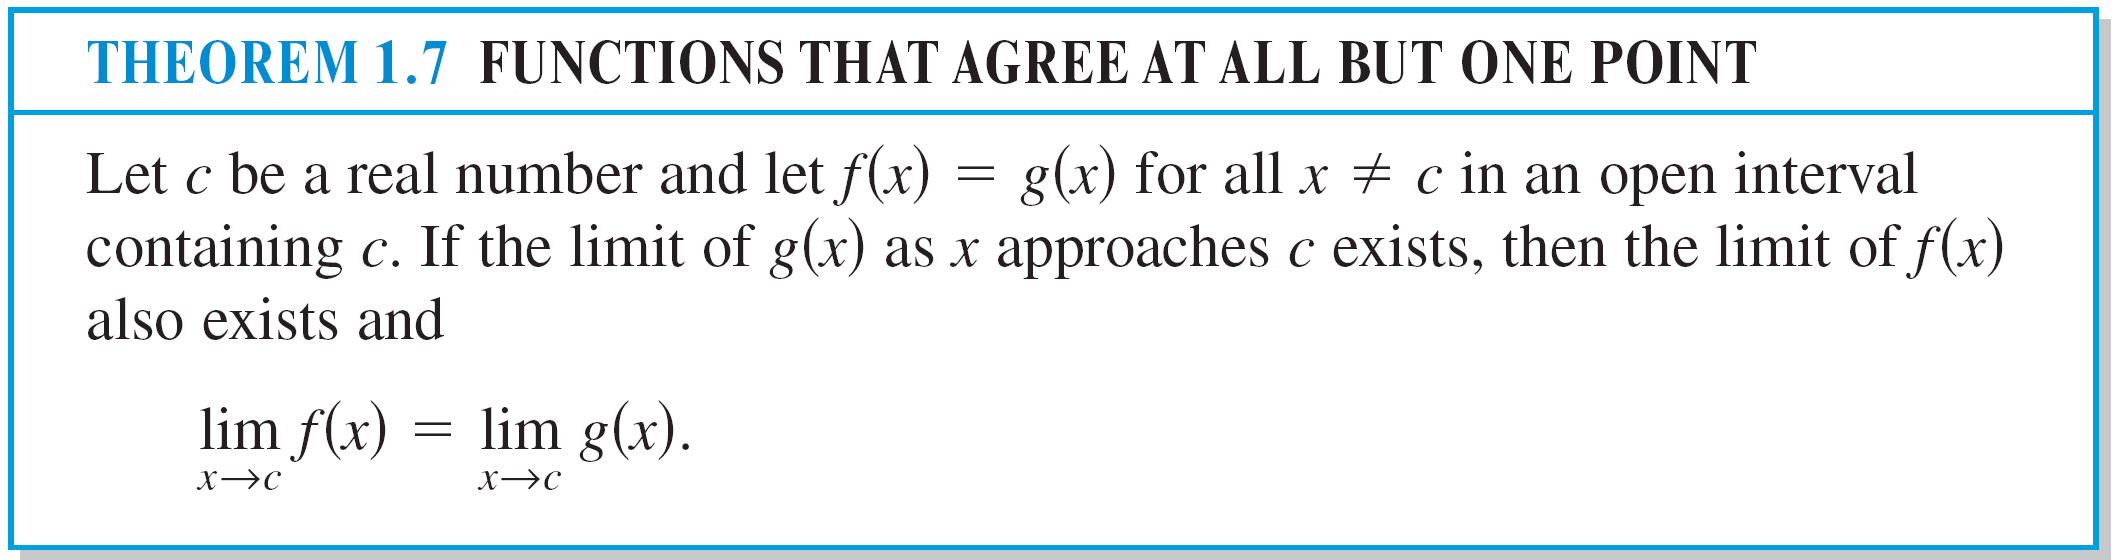 THEOREM 1.7 FUNCTIONS THAT AGREE AT ALL BUT ONE POINT
Let c be a real number and let f(x) = g(x) for all x ≠ c in an open interval
containing c. If the limit of g(x) as x approaches c exists, then the limit of f(x)
also exists and
lim f(x) = lim g(x).
x→c x→c